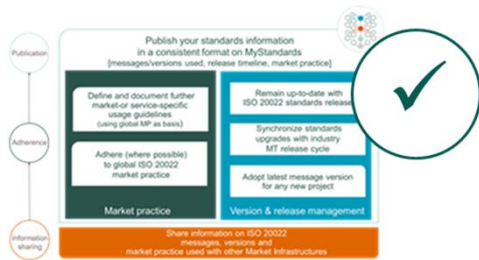 Publication
Publish your standards information
in a consistent format on MyStandards
[messages/versions used, release timeline, market practice]
Define and document further
market-or service-specific
usage guidelines
(using global MP as basis)
Adhere (where possible)
to global ISO 20022
market practice
Market practice
Remain up-to-date with
ISO 20022 standards release
Synchronize standards
upgrades with industry
MT release cycle
Adopt latest message version
for any new project
Version & release management
Adherence
Information
sharing
Share information on ISO 20022
messages, versions and
market practice used with other Market Infrastructures